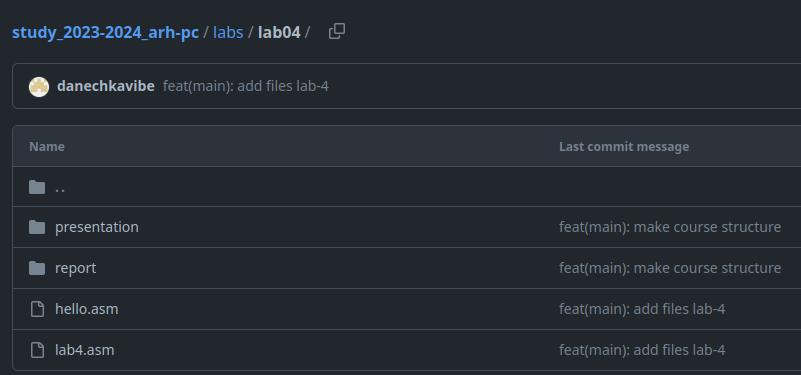 study_2023-2024_arh-pc / labs / lab04 /
danechkavibe feat(main): add files lab-4
Name Last commit message
..
presentation feat(main): make course structure
report feat(main): make course structure
hello.asm feat(main): add files lab-4
lab4.asm feat(main): add files lab-4